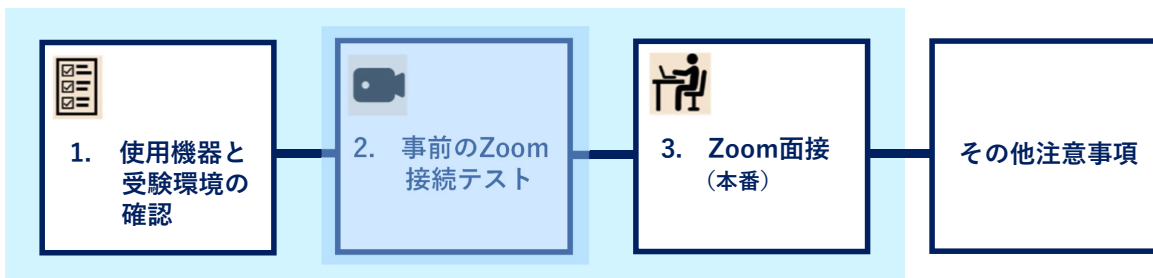 1. 使用機器と
受験環境の
確認
2. 事前のZoom
接続テスト
3. Zoom面接
（本番）
その他注意事項